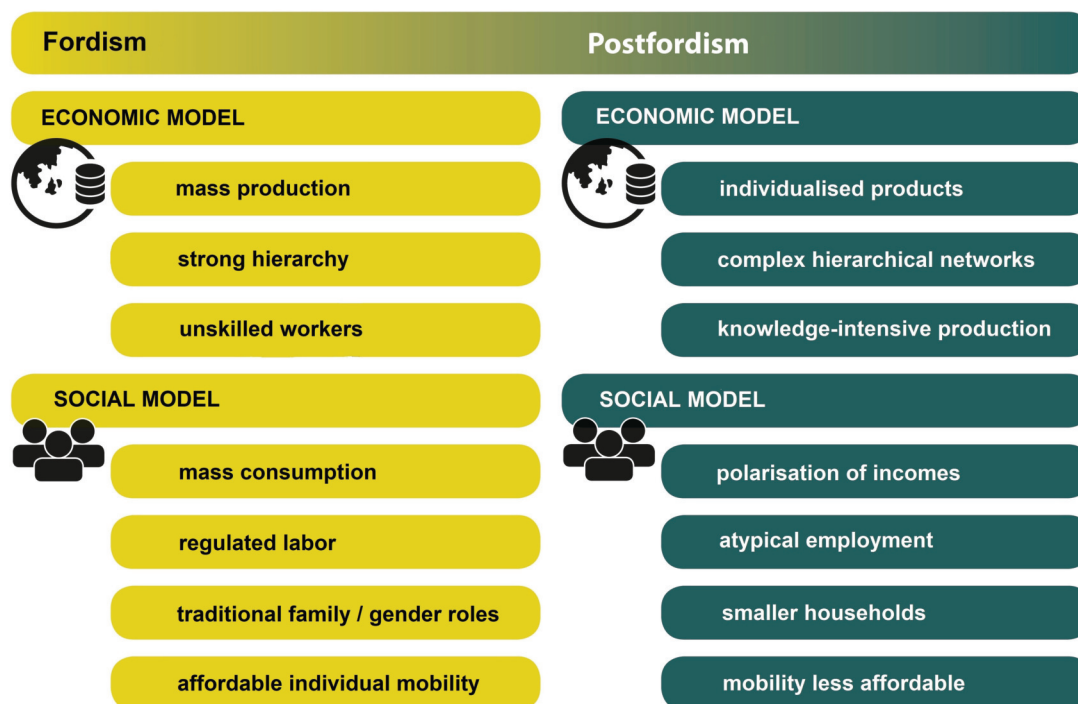 Fordism
Postfordism
ECONOMIC MODEL
mass production
strong hierarchy
unskilled workers
SOCIAL MODEL
mass consumption
regulated labor
traditional family / gender roles
affordable individual mobility
ECONOMIC MODEL
individualised products
complex hierarchical networks
knowledge-intensive production
SOCIAL MODEL
polarisation of incomes
atypical employment
smaller households
mobility less affordable